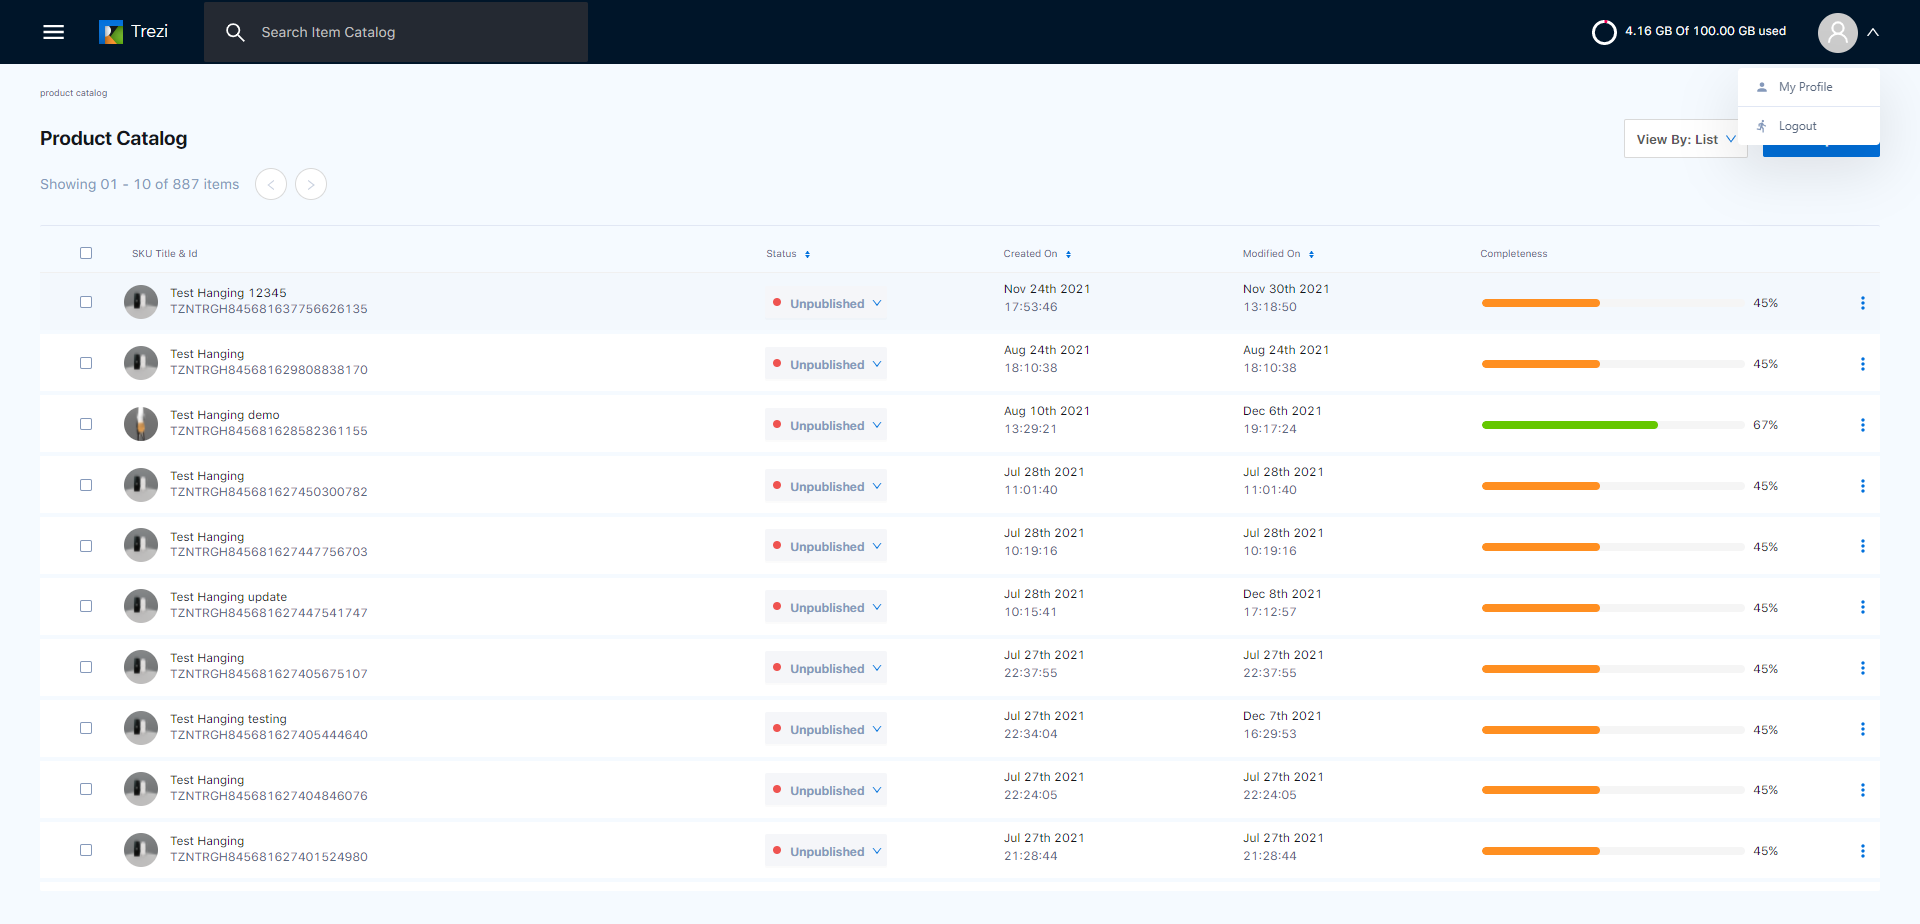 Trezi
Search Item Catalog
4.16 GB Of 100.00 GB used
My Profile
Logout
product catalog
Product Catalog
View By: List
Showing 01 - 10 of 887 items
SKU Title & Id Status Created On Modified On Completeness
Test Hanging 12345
TZNTRGH845681637756626135
Unpublished
Nov 24th 2021
17:53:46
Nov 30th 2021
13:18:50
45%
Test Hanging
TZNTRGH845681629808838170
Unpublished
Aug 24th 2021
18:10:38
Aug 24th 2021
18:10:38
45%
Test Hanging demo
TZNTRGH845681628582361155
Unpublished
Aug 10th 2021
13:29:21
Dec 6th 2021
19:17:24
67%
Test Hanging
TZNTRGH845681627450300782
Unpublished
Jul 28th 2021
11:01:40
Jul 28th 2021
11:01:40
45%
Test Hanging
TZNTRGH845681627447756703
Unpublished
Jul 28th 2021
10:19:16
Jul 28th 2021
10:19:16
45%
Test Hanging update
TZNTRGH845681627447541747
Unpublished
Jul 28th 2021
10:15:41
Dec 8th 2021
17:12:57
45%
Test Hanging
TZNTRGH845681627405675107
Unpublished
Jul 27th 2021
22:37:55
Jul 27th 2021
22:37:55
45%
Test Hanging testing
TZNTRGH845681627405444640
Unpublished
Jul 27th 2021
22:34:04
Dec 7th 2021
16:29:53
45%
Test Hanging
TZNTRGH845681627404846076
Unpublished
Jul 27th 2021
22:24:05
Jul 27th 2021
22:24:05
45%
Test Hanging
TZNTRGH845681627401524980
Unpublished
Jul 27th 2021
21:28:44
Jul 27th 2021
21:28:44
45%